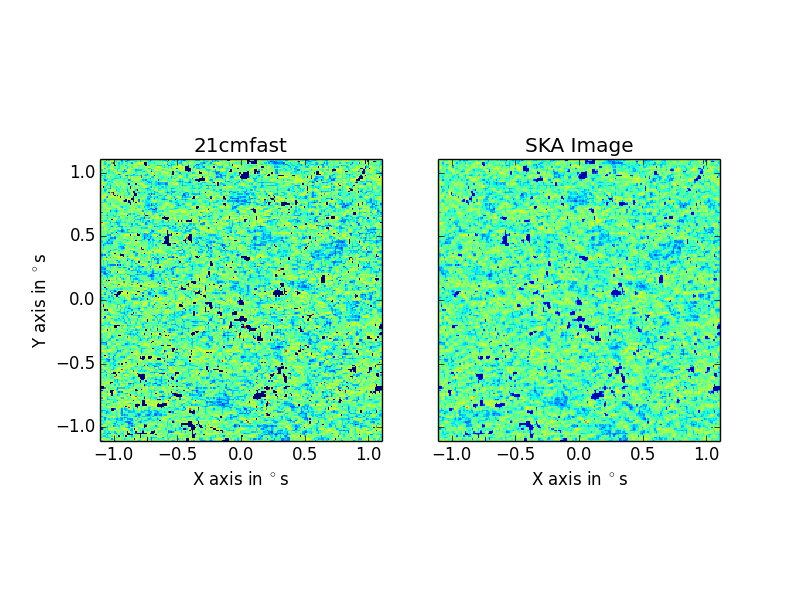 21cmfast
SKA Image
1.0
0.5
0.0
−0.5
−1.0
Y axis in °s
−1.0 −0.5 0.0 0.5 1.0
−1.0 −0.5 0.0 0.5 1.0
X axis in °s
X axis in °s